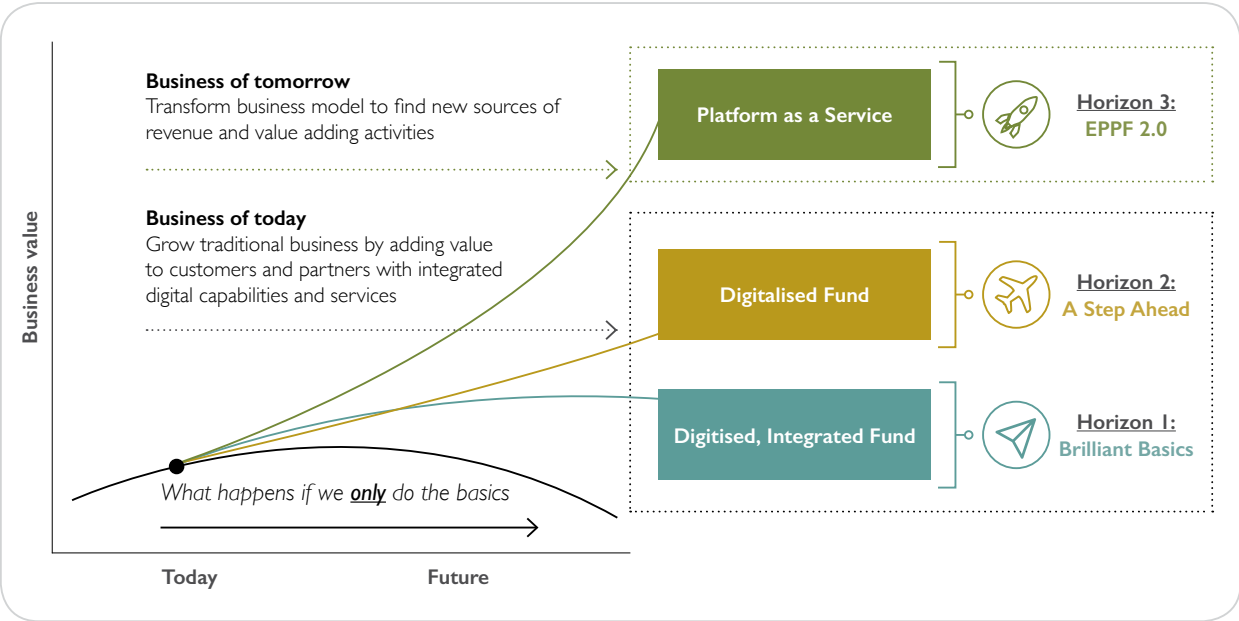 Business of tomorrow
Transform business model to find new sources of
revenue and value adding activities
Business of today
Grow traditional business by adding value
to customers and partners with integrated
digital capabilities and services
Business value
What happens if we only do the basics
Today
Future
Platform as a Service
Horizon 3:
EPPF 2.0
Digitalised Fund
Horizon 2:
A Step Ahead
Digitised, Integrated Fund
Horizon 1:
Brilliant Basics